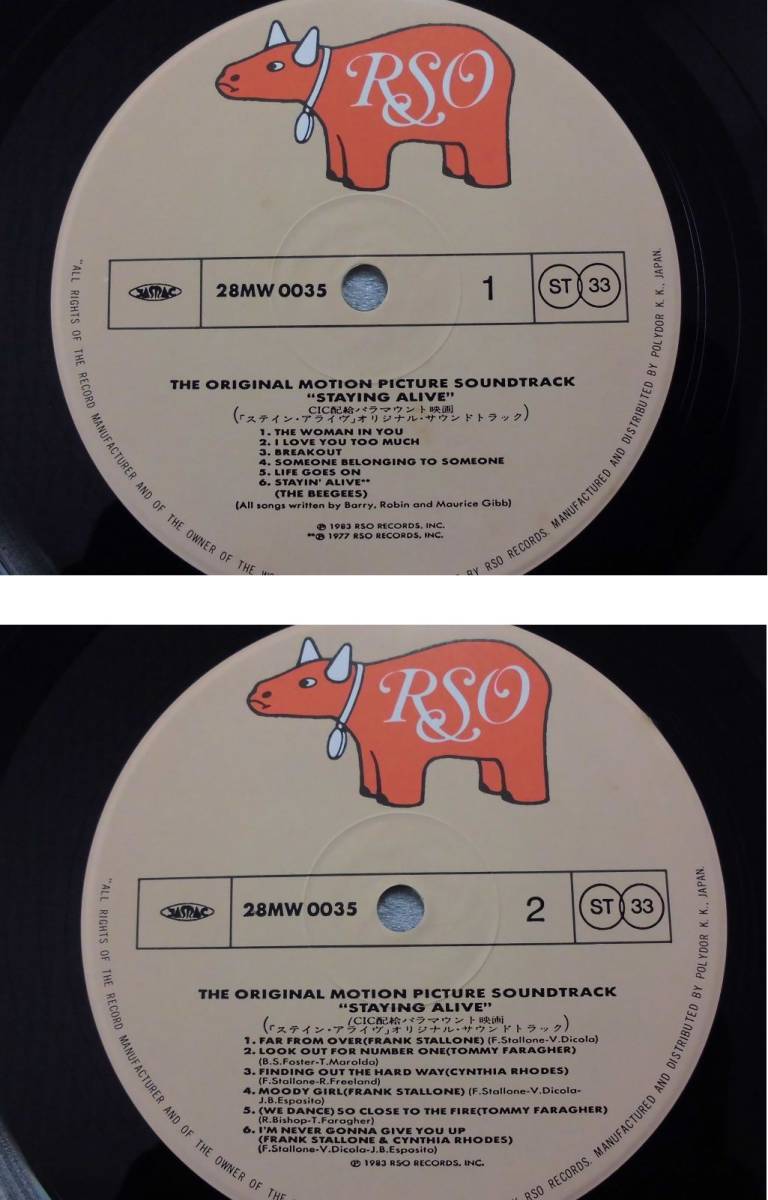 RSO
JASRAC
28MW 0035
1
ST 33
THE ORIGINAL MOTION PICTURE SOUNDTRACK
"STAYING ALIVE"
CIC配給パラマウント映画
(「ステイン・アライヴ」オリジナル・サウンドトラック)
1. THE WOMAN IN YOU
2. I LOVE YOU TOO MUCH
3. BREAKOUT
4. SOMEONE BELONGING TO SOMEONE
5. LIFE GOES ON
6. STAYIN' ALIVE**
(THE BEEGEES)
(All songs written by Barry, Robin and Maurice Gibb)
℗ 1983 RSO RECORDS, INC.
**℗ 1977 RSO RECORDS, INC.
"ALL RIGHTS OF THE RECORD MANUFACTURER AND OF THE OWNER OF THE
BY RSO RECORDS. MANUFACTURED AND DISTRIBUTED BY POLYDOR K. K., JAPAN.
RSO
JASRAC
28MW 0035
2
ST 33
THE ORIGINAL MOTION PICTURE SOUNDTRACK
"STAYING ALIVE"
/CIC配給パラマウント映画
(「ステイン・アライヴ」オリジナル・サウンドトラック)
1. FAR FROM OVER(FRANK STALLONE) (F.Stallone-V.Dicola)
2. LOOK OUT FOR NUMBER ONE(TOMMY FARAGHER)
(B.S.Foster-T.Marolda)
3. FINDING OUT THE HARD WAY(CYNTHIA RHODES)
(F.Stallone-R.Freeland)
4. MOODY GIRL(FRANK STALLONE) (F.Stallone-V.Dicola-
J.B.Esposito)
5. (WE DANCE) SO CLOSE TO THE FIRE(TOMMY FARAGHER)
(R.Bishop-T.Faragher)
6. I'M NEVER GONNA GIVE YOU UP
(FRANK STALLONE & CYNTHIA RHODES)
(F.Stallone-V.Dicola-J.B.Esposito)
℗ 1983 RSO RECORDS, INC.
"ALL RIGHTS OF THE RECORD MANUFACTURER AND OF THE OWNER OF THE
BY RSO RECORDS. MANUFACTURED AND DISTRIBUTED BY POLYDOR K. K., JAPAN.